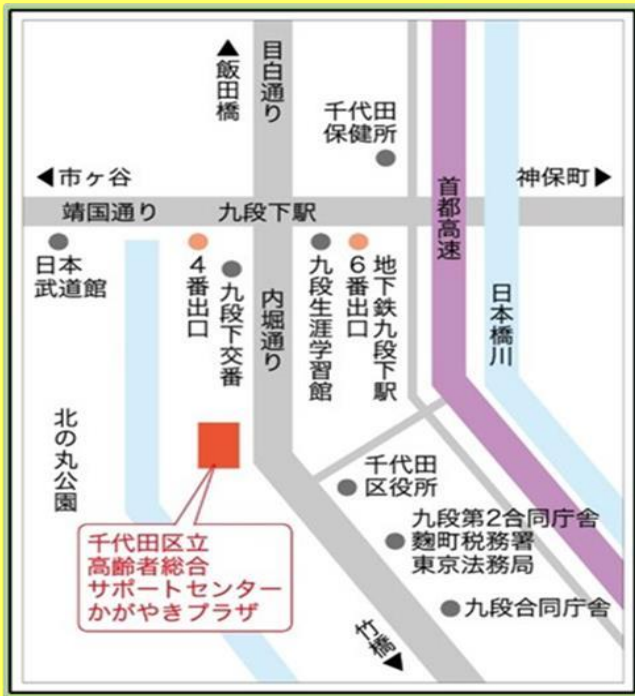 飯田橋
目白通り
千代田
保健所
市ヶ谷
神保町
靖国通り
九段下駅
首都高速
日本
武道館
4番出口
九段下交番
内堀通り
九段生涯学習館
6番出口
地下鉄九段下駅
日本橋川
北の丸公園
千代田
区役所
千代田区立
高齢者総合
サポートセンター
かがやきプラザ
九段第2合同庁舎
麴町税務署
東京法務局
九段合同庁舎
竹橋